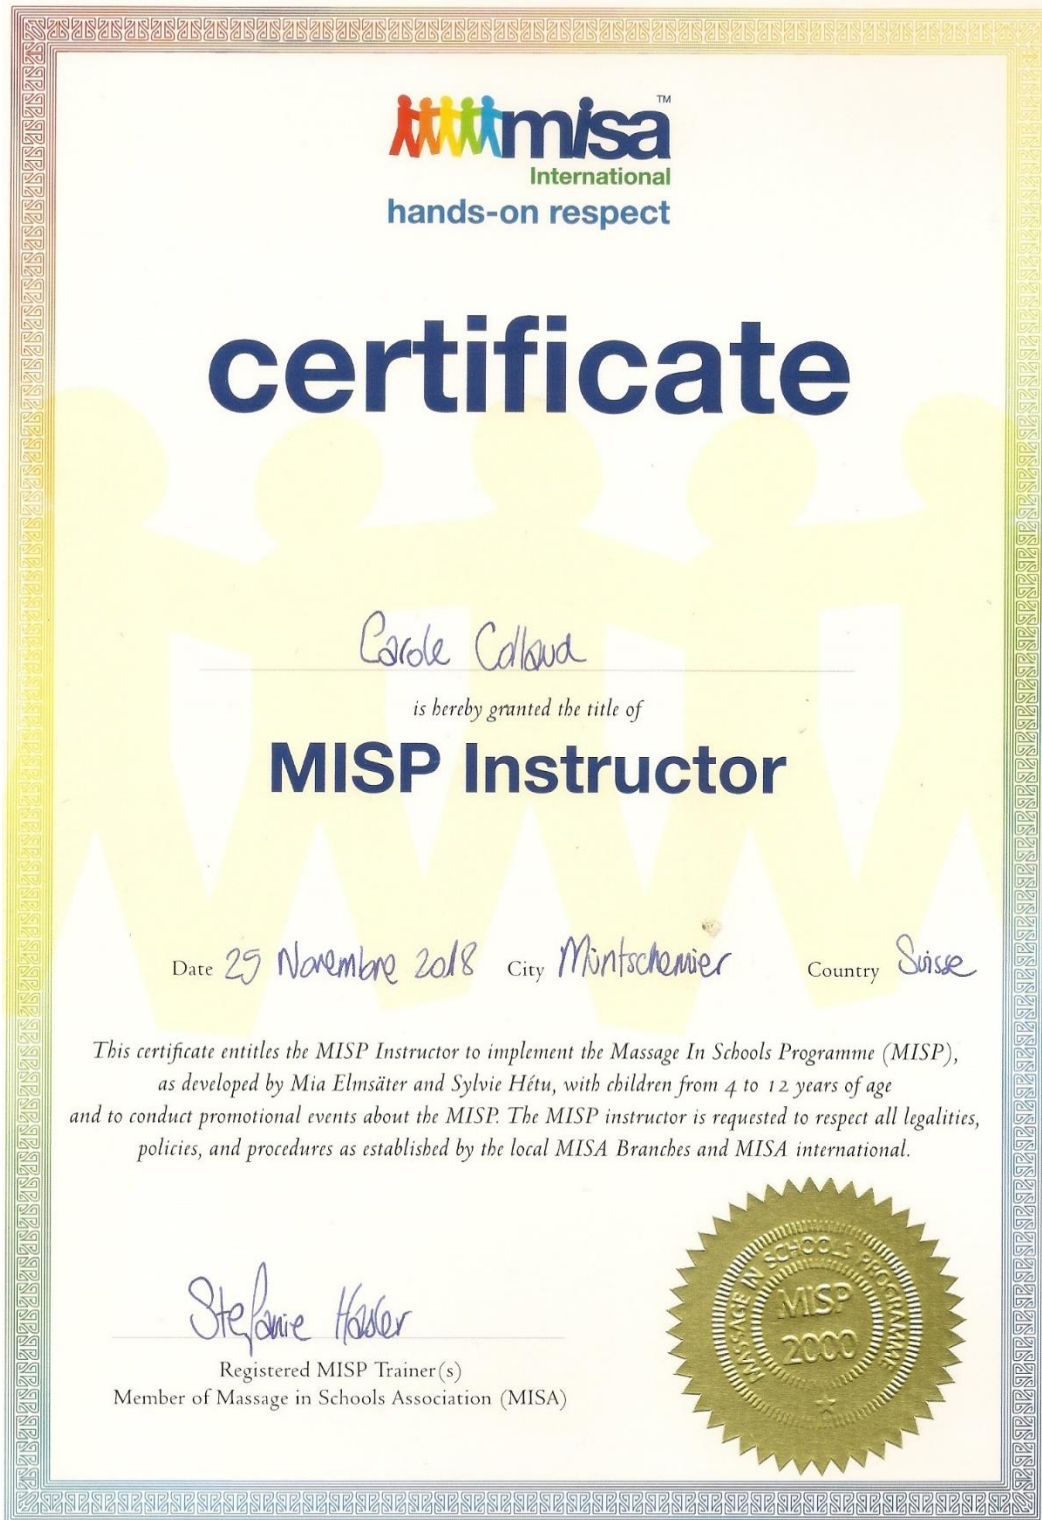 misa™
International
hands-on respect
certificate
Carole Collaud
is hereby granted the title of
MISP Instructor
Date 25 Novembre 2018 City Müntschemier Country Suisse
This certificate entitles the MISP Instructor to implement the Massage In Schools Programme (MISP),
as developed by Mia Elmsäter and Sylvie Hétu, with children from 4 to 12 years of age
and to conduct promotional events about the MISP. The MISP instructor is requested to respect all legalities,
policies, and procedures as established by the local MISA Branches and MISA international.
Stefanie
Registered MISP Trainer(s)
Member of Massage in Schools Association (MISA)
MASSAGE IN SCHOOLS PROGRAMME
MISP
2000